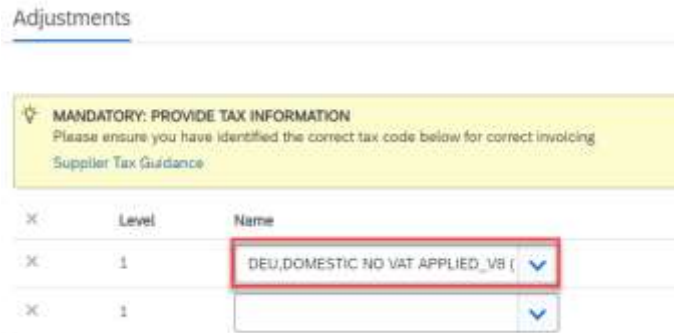 Adjustments
MANDATORY: PROVIDE TAX INFORMATION
Please ensure you have identified the correct tax code below for correct invoicing
Supplier Tax Guidance
× Level Name
× 1 DEU,DOMESTIC NO VAT APPLIED_V8 (
× 1